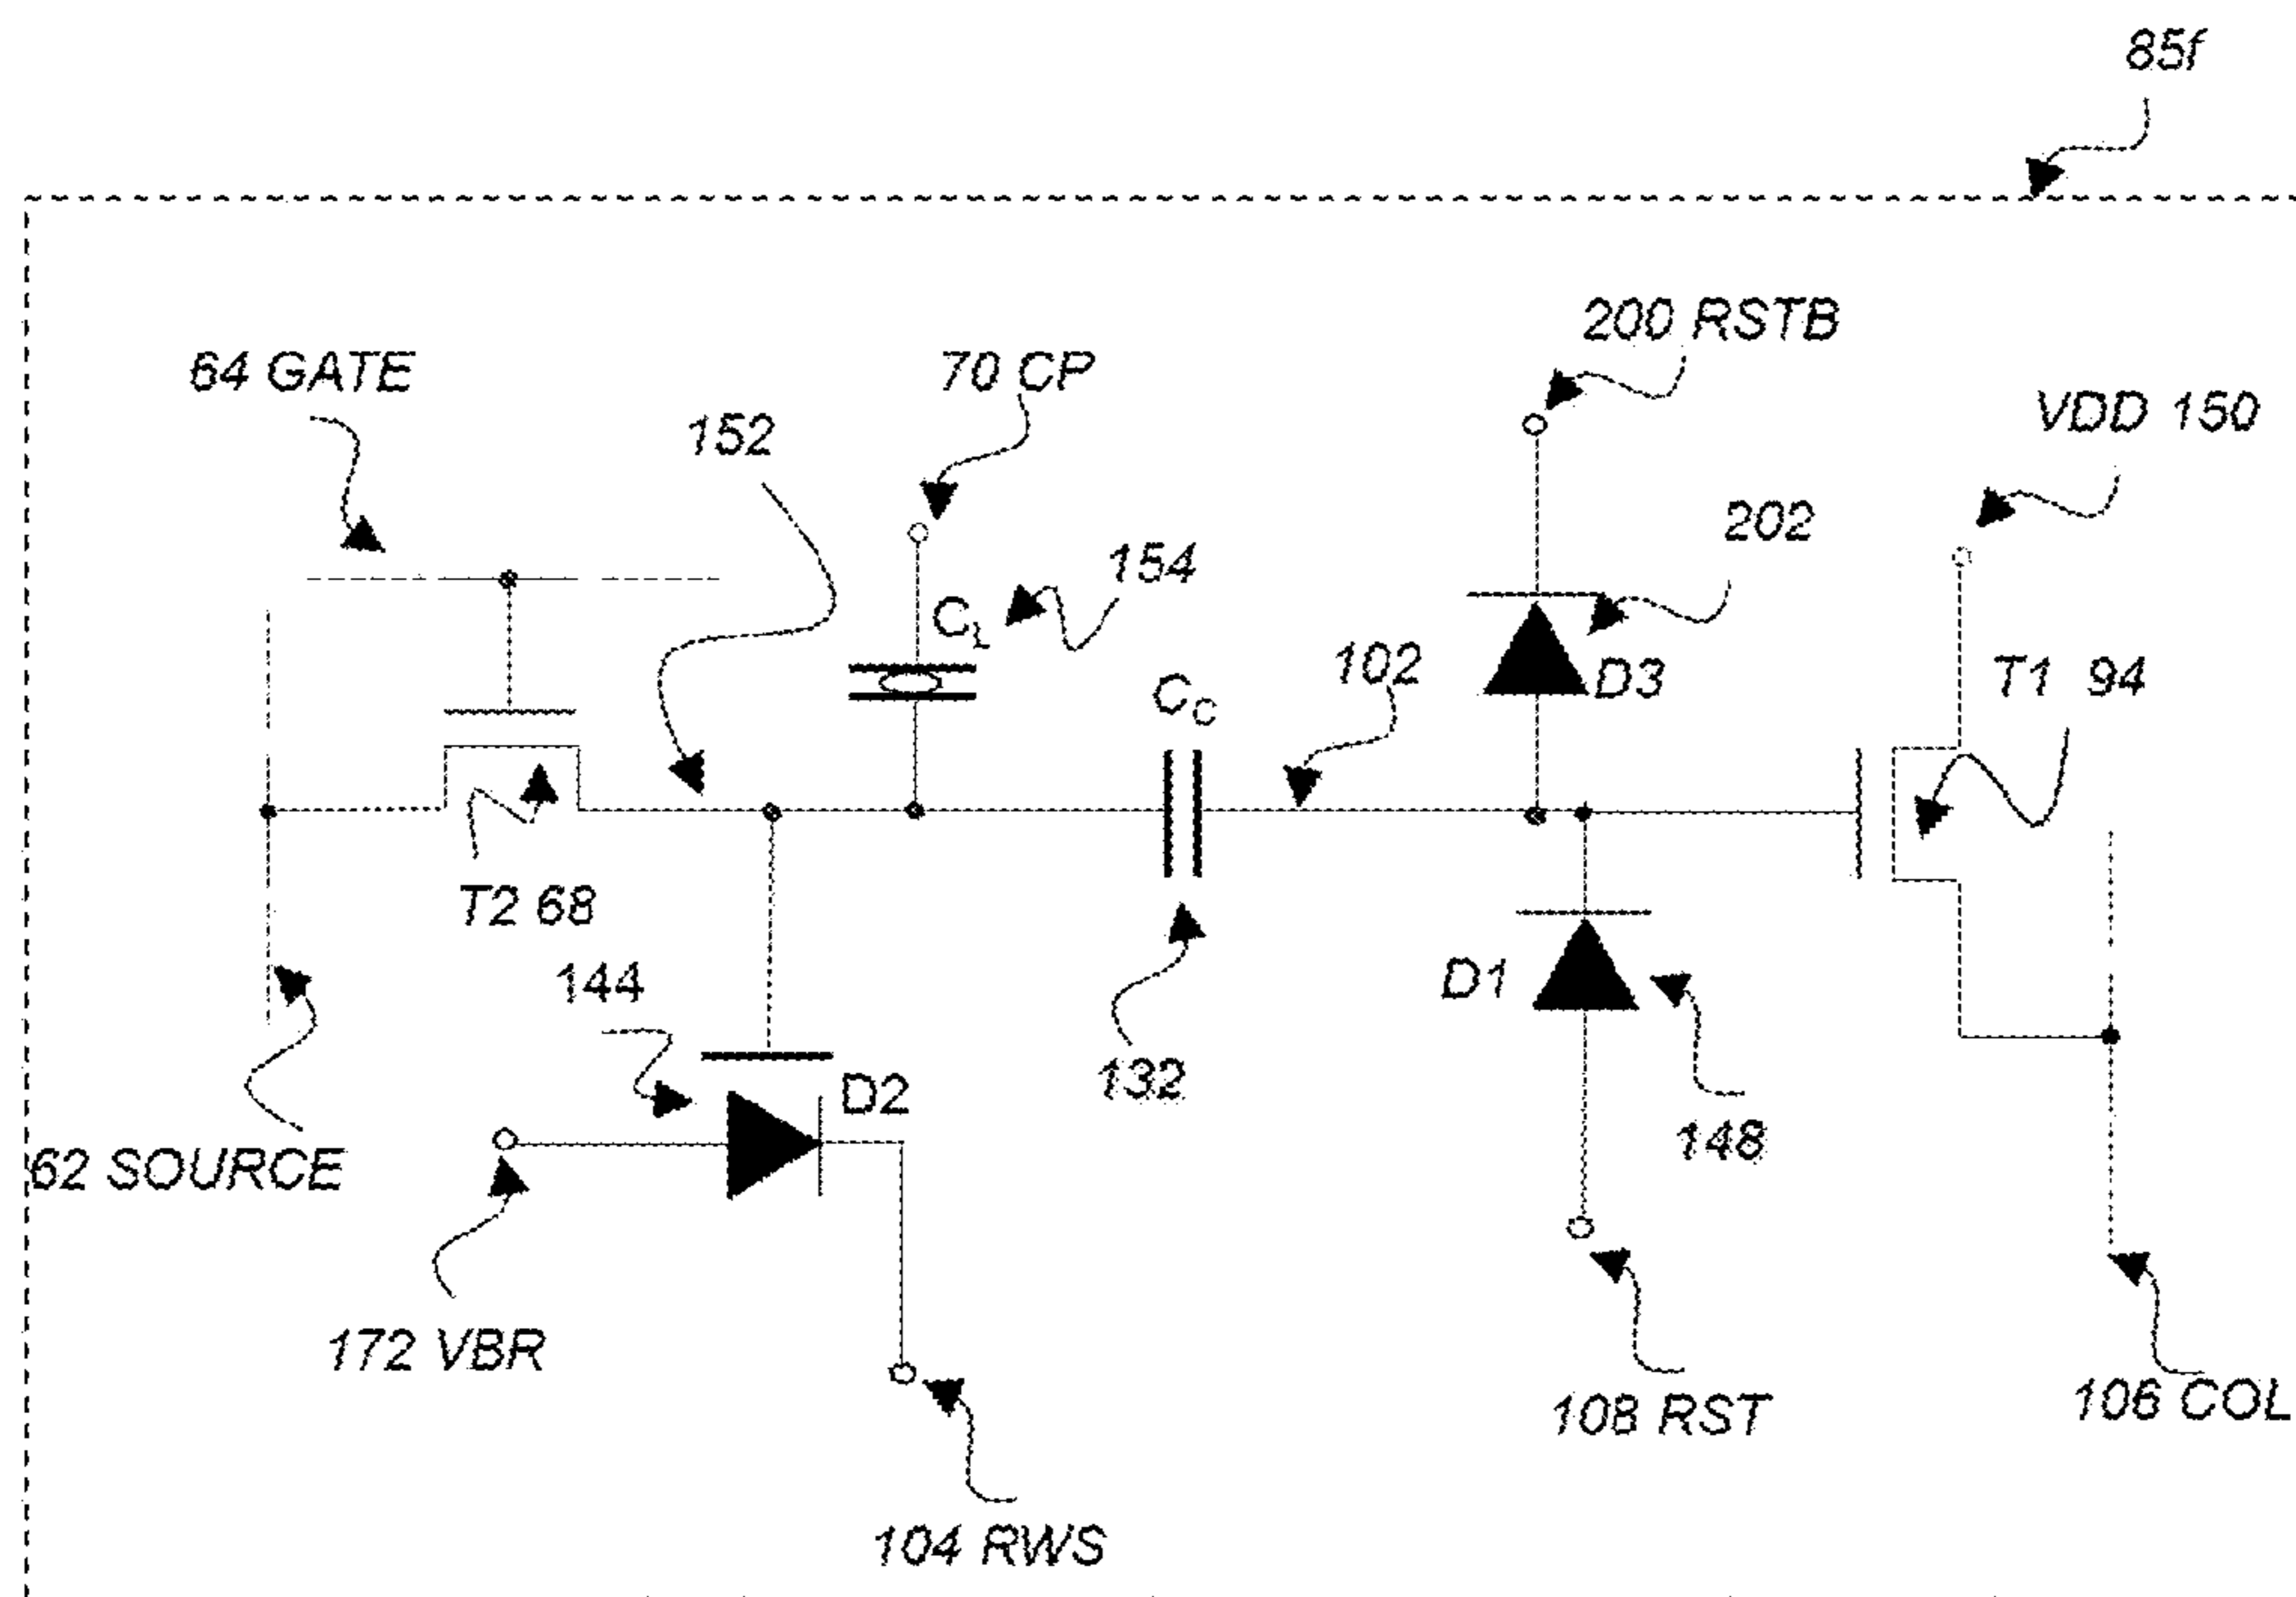 85f
200 RSTB
64 GATE
70 CP
VDD 150
152
202
154
CL
102
D3
T1 94
CC
T2 68
144
D1
D2
132
148
62 SOURCE
172 VBR
108 RST
106 COL
104 RWS